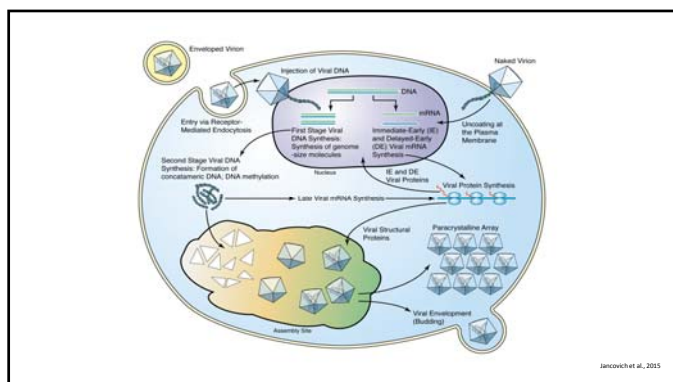 Enveloped Virion
Injection of Viral DNA
Naked Virion
DNA
mRNA
Entry via Receptor-
Mediated Endocytosis
First Stage Viral
DNA Synthesis:
Synthesis of genome
-size molecules
Immediate-Early (IE)
and Delayed-Early
(DE) Viral mRNA
Synthesis
Uncoating at
the Plasma
Membrane
Nucleus
Second Stage Viral DNA
Synthesis: Formation of
concatameric DNA; DNA methylation
IE and DE
Viral Proteins
Viral Protein Synthesis
Late Viral mRNA Synthesis
Viral Structural
Proteins
Paracrystalline Array
Assembly Site
Viral Envelopment
(Budding)
Jancovich et al., 2015